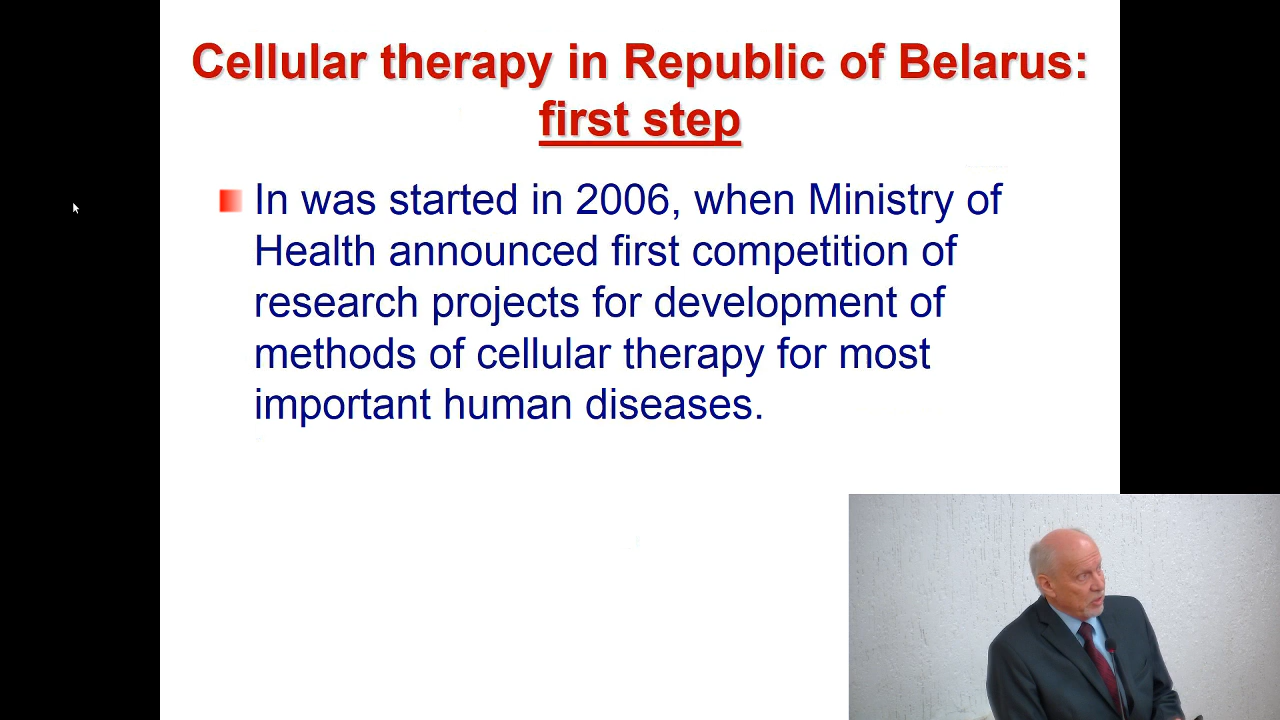 Cellular therapy in Republic of Belarus:
first step
In was started in 2006, when Ministry of
Health announced first competition of
research projects for development of
methods of cellular therapy for most
important human diseases.